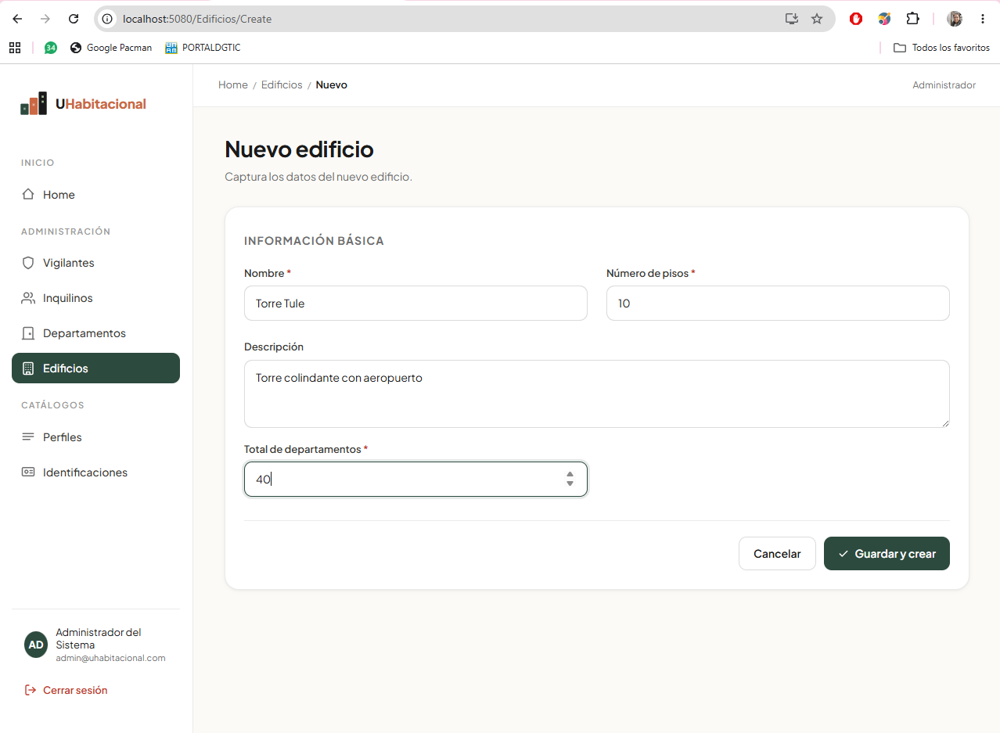 localhost:5080/Edificios/Create
34
Google Pacman
PORTALDGTIC
Todos los favoritos
UHabitacional
Home / Edificios / Nuevo
Administrador
INICIO
Home
ADMINISTRACIÓN
Vigilantes
Inquilinos
Departamentos
Edificios
CATÁLOGOS
Perfiles
Identificaciones
AD
Administrador del
Sistema
admin@uhabitacional.com
Cerrar sesión
Nuevo edificio
Captura los datos del nuevo edificio.
INFORMACIÓN BÁSICA
Nombre *
Número de pisos *
Torre Tule
10
Descripción
Torre colindante con aeropuerto
Total de departamentos *
40
Cancelar
Guardar y crear